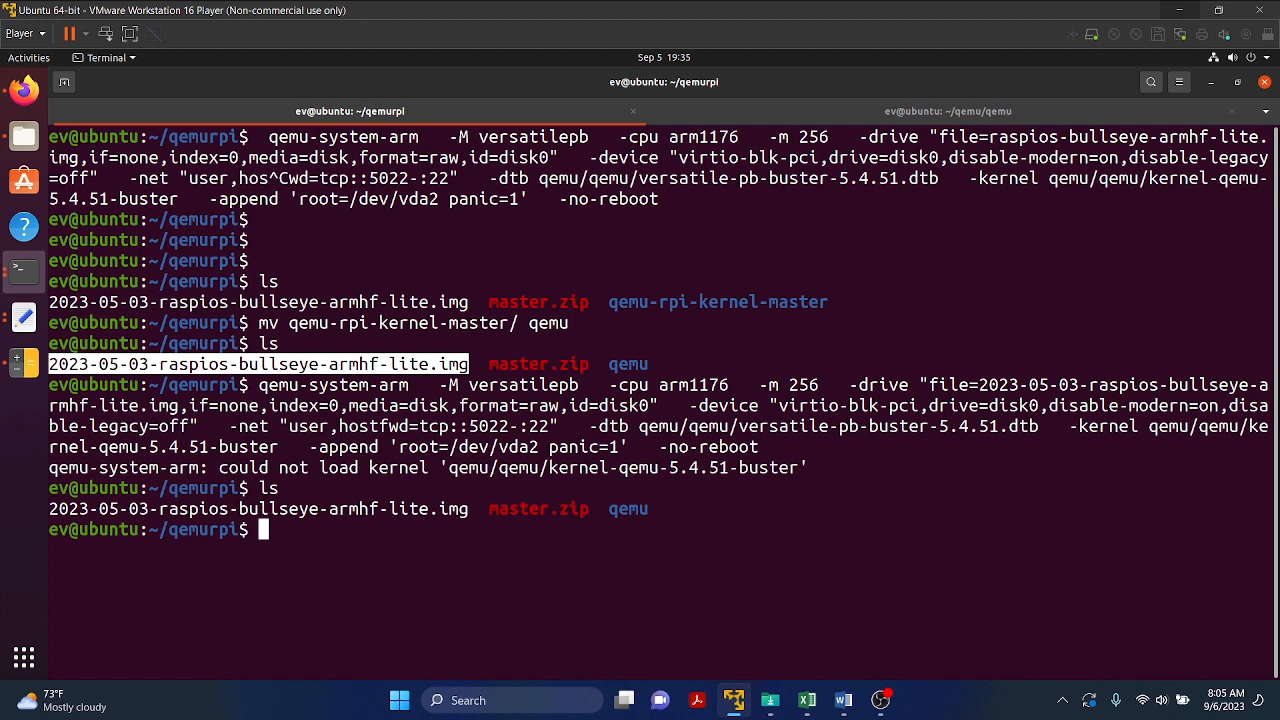 Ubuntu 64-bit - VMware Workstation 16 Player (Non-commercial use only)
Player
Activities
Terminal
Sep 5 19:35
ev@ubuntu: ~/qemurpi
ev@ubuntu: ~/qemurpi
ev@ubuntu: ~/qemu/qemu
ev@ubuntu:~/qemurpi$  qemu-system-arm   -M versatilepb   -cpu arm1176   -m 256   -drive "file=raspios-bullseye-armhf-lite.
img,if=none,index=0,media=disk,format=raw,id=disk0"   -device "virtio-blk-pci,drive=disk0,disable-modern=on,disable-legacy
=off"   -net "user,hos^Cwd=tcp::5022-:22"   -dtb qemu/qemu/versatile-pb-buster-5.4.51.dtb   -kernel qemu/qemu/kernel-qemu-
5.4.51-buster   -append 'root=/dev/vda2 panic=1'   -no-reboot
ev@ubuntu:~/qemurpi$
ev@ubuntu:~/qemurpi$
ev@ubuntu:~/qemurpi$
ev@ubuntu:~/qemurpi$ ls
2023-05-03-raspios-bullseye-armhf-lite.img  master.zip  qemu-rpi-kernel-master
ev@ubuntu:~/qemurpi$ mv qemu-rpi-kernel-master/ qemu
ev@ubuntu:~/qemurpi$ ls
2023-05-03-raspios-bullseye-armhf-lite.img  master.zip  qemu
ev@ubuntu:~/qemurpi$ qemu-system-arm   -M versatilepb   -cpu arm1176   -m 256   -drive "file=2023-05-03-raspios-bullseye-a
rmhf-lite.img,if=none,index=0,media=disk,format=raw,id=disk0"   -device "virtio-blk-pci,drive=disk0,disable-modern=on,disa
ble-legacy=off"   -net "user,hostfwd=tcp::5022-:22"   -dtb qemu/qemu/versatile-pb-buster-5.4.51.dtb   -kernel qemu/qemu/ke
rnel-qemu-5.4.51-buster   -append 'root=/dev/vda2 panic=1'   -no-reboot
qemu-system-arm: could not load kernel 'qemu/qemu/kernel-qemu-5.4.51-buster'
ev@ubuntu:~/qemurpi$ ls
2023-05-03-raspios-bullseye-armhf-lite.img  master.zip  qemu
ev@ubuntu:~/qemurpi$
73°F
Mostly cloudy
Search
8:05 AM
9/6/2023